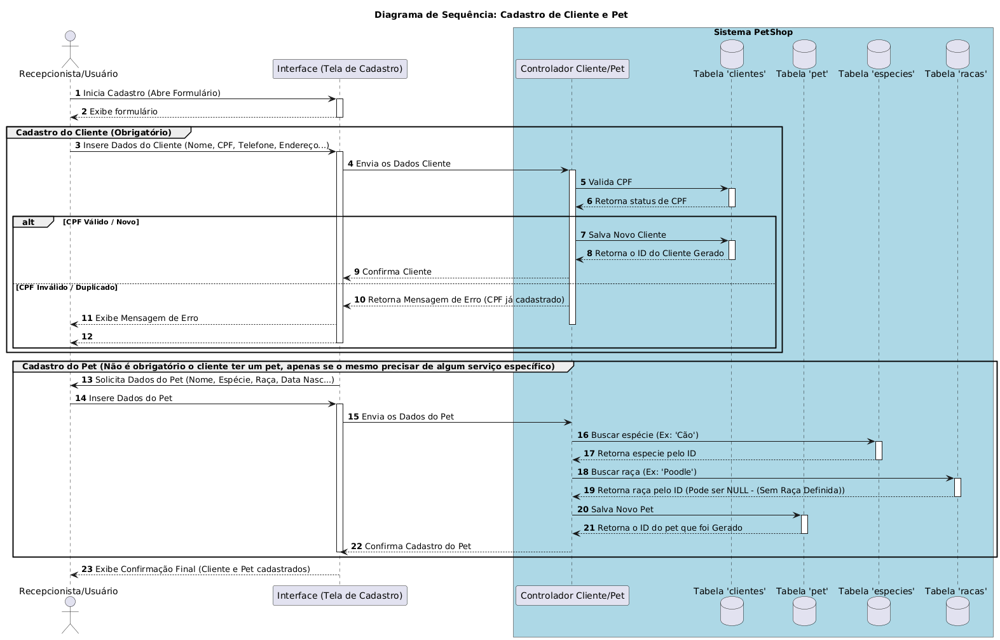 Diagrama de Sequência: Cadastro de Cliente e Pet
Sistema PetShop
Recepcionista/Usuário
Interface (Tela de Cadastro)
Controlador Cliente/Pet
Tabela 'clientes'
Tabela 'pet'
Tabela 'especies'
Tabela 'racas'
1 Inicia Cadastro (Abre Formulário)
2 Exibe formulário
Cadastro do Cliente (Obrigatório)
3 Insere Dados do Cliente (Nome, CPF, Telefone, Endereço...)
4 Envia os Dados Cliente
5 Valida CPF
6 Retorna status de CPF
alt [CPF Válido / Novo]
7 Salva Novo Cliente
8 Retorna o ID do Cliente Gerado
9 Confirma Cliente
[CPF Inválido / Duplicado]
10 Retorna Mensagem de Erro (CPF já cadastrado)
11 Exibe Mensagem de Erro
12
Cadastro do Pet (Não é obrigatório o cliente ter um pet, apenas se o mesmo precisar de algum serviço específico)
13 Solicita Dados do Pet (Nome, Espécie, Raça, Data Nasc...)
14 Insere Dados do Pet
15 Envia os Dados do Pet
16 Buscar espécie (Ex: 'Cão')
17 Retorna especie pelo ID
18 Buscar raça (Ex: 'Poodle')
19 Retorna raça pelo ID (Pode ser NULL - (Sem Raça Definida))
20 Salva Novo Pet
21 Retorna o ID do pet que foi Gerado
22 Confirma Cadastro do Pet
23 Exibe Confirmação Final (Cliente e Pet cadastrados)
Recepcionista/Usuário
Interface (Tela de Cadastro)
Controlador Cliente/Pet
Tabela 'clientes'
Tabela 'pet'
Tabela 'especies'
Tabela 'racas'